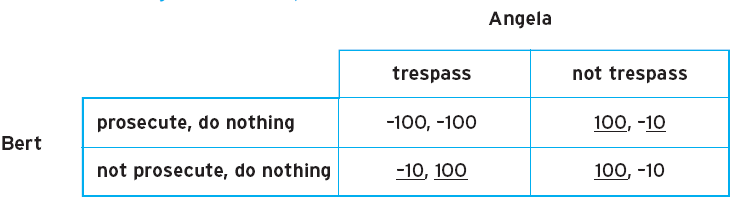 Angela
trespass not trespass
prosecute, do nothing -100, -100 100, -10
Bert
not prosecute, do nothing -10, 100 100, -10